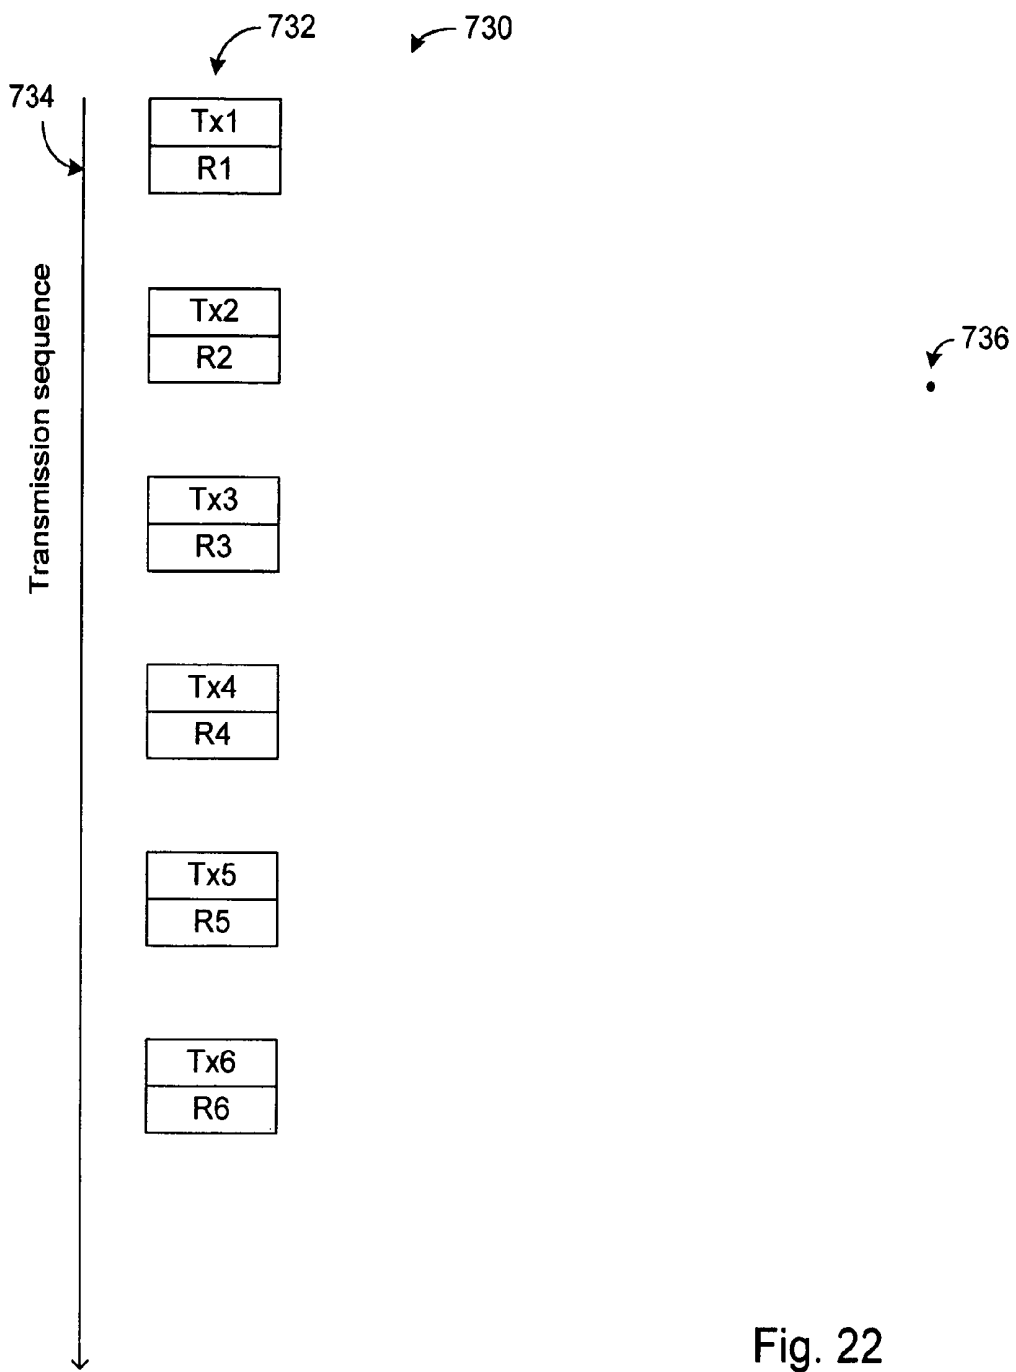 732
730
734
Tx1
R1
Transmission sequence
Tx2
R2
736
Tx3
R3
Tx4
R4
Tx5
R5
Tx6
R6
Fig. 22